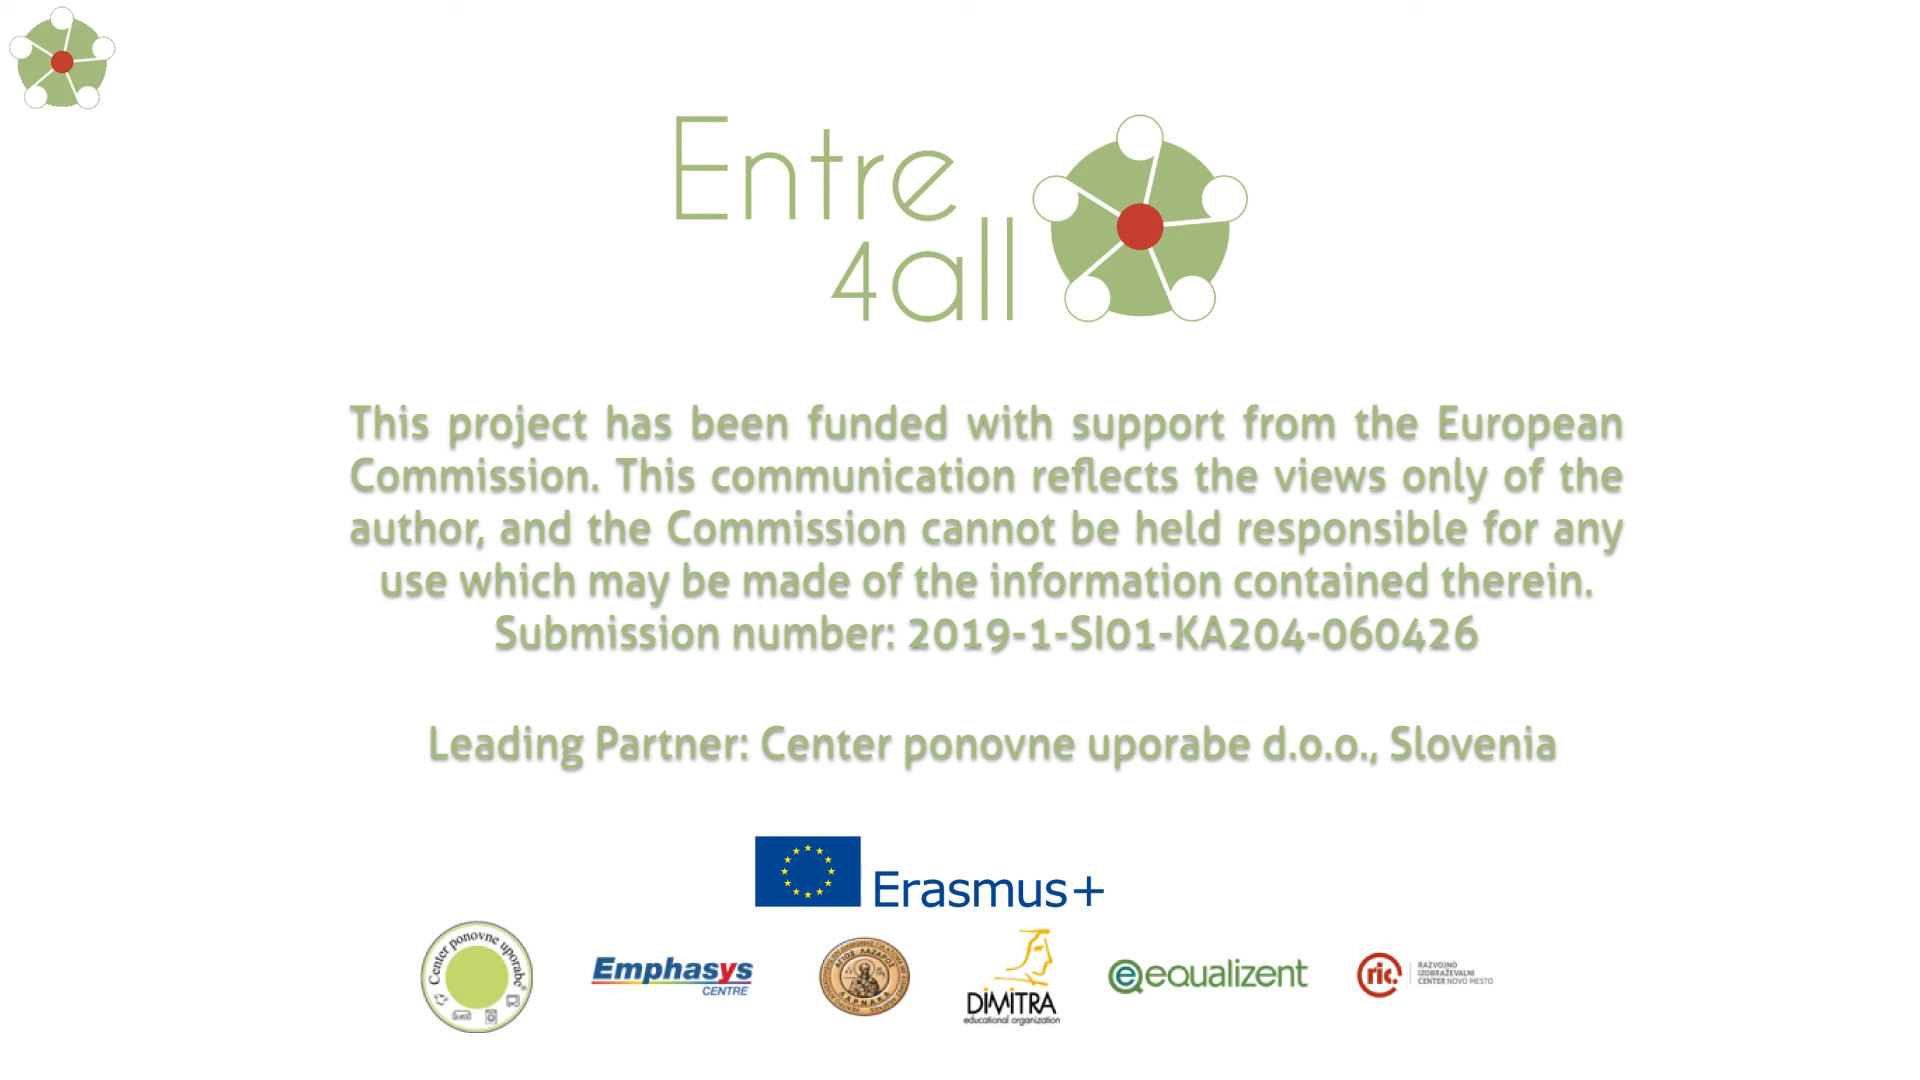 Entre
4all
This project has been funded with support from the European
Commission. This communication reflects the views only of the
author, and the Commission cannot be held responsible for any
use which may be made of the information contained therein.
Submission number: 2019-1-SI01-KA204-060426
Leading Partner: Center ponovne uporabe d.o.o., Slovenia
Erasmus+
Center ponovne uporabe
Emphasys
CENTRE
ΑΓΙΟΣ ΛΑΖΑΡΟΣ
ΛΑΡΝΑΚΑ
DIMITRA
educational organization
e equalizent
ric.
RAZVOJNO
IZOBRAŽEVALNI
CENTER NOVO MESTO